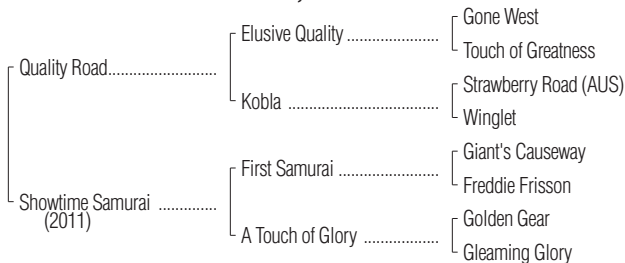 Gone West
Elusive Quality ..................
Touch of Greatness
Quality Road.........................
Strawberry Road (AUS)
Kobla ...................................
Winglet
Giant's Causeway
First Samurai .......................
Freddie Frisson
Showtime Samurai .............
(2011)
Golden Gear
A Touch of Glory .................
Gleaming Glory